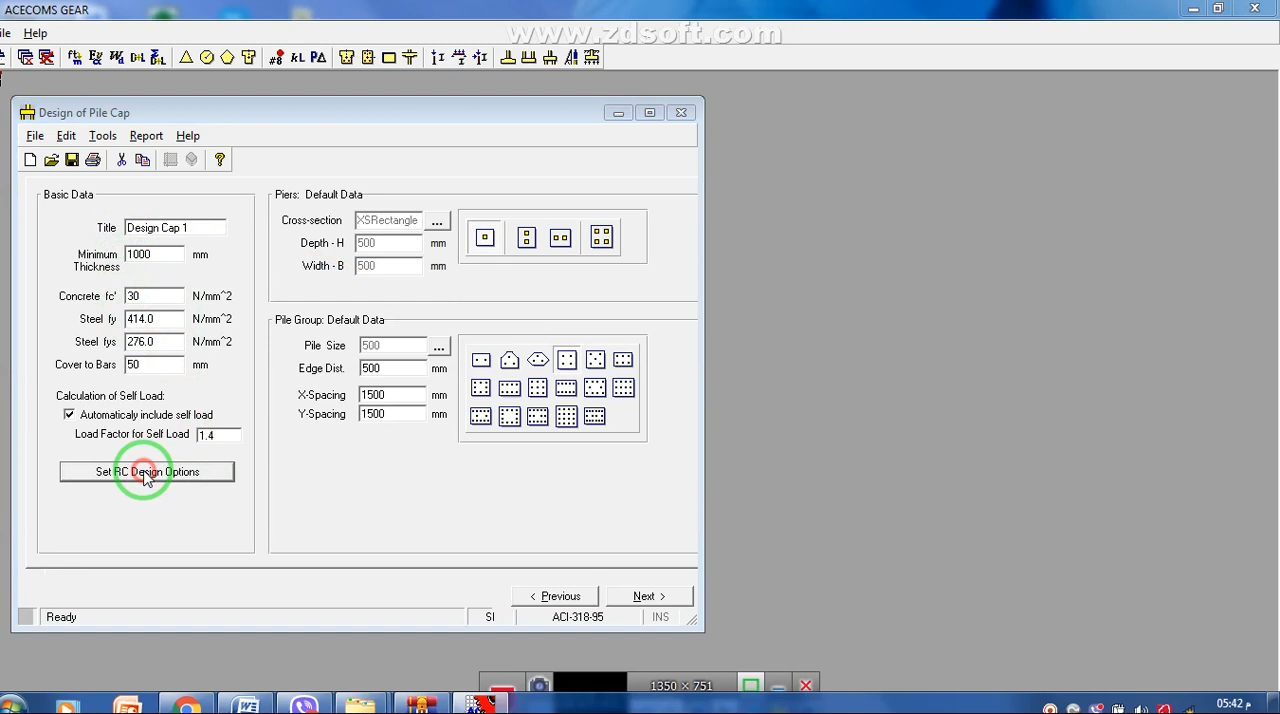 ACECOMS GEAR
www.zdsoft.com
ile Help
Design of Pile Cap
File Edit Tools Report Help
Basic Data
Title Design Cap 1
Minimum Thickness 1000 mm
Concrete fc' 30 N/mm^2
Steel fy 414.0 N/mm^2
Steel fys 276.0 N/mm^2
Cover to Bars 50 mm
Calculation of Self Load:
Automaticaly include self load
Load Factor for Self Load 1.4
Set RC Design Options
Piers: Default Data
Cross-section XSRectangle ...
Depth - H 500 mm
Width - B 500 mm
Pile Group: Default Data
Pile Size 500 ...
Edge Dist. 500 mm
X-Spacing 1500 mm
Y-Spacing 1500 mm
< Previous Next >
Ready SI ACI-318-95 INS
1350 × 751
05:42 م